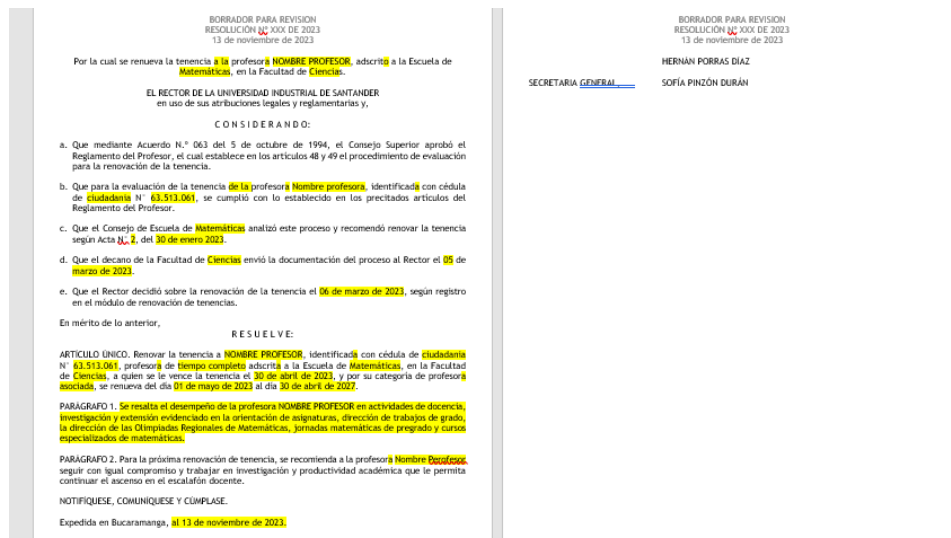 BORRADOR PARA REVISION
RESOLUCIÓN Nº XXX DE 2023
13 de noviembre de 2023
Por la cual se renueva la tenencia a la profesora NOMBRE PROFESOR, adscrito a la Escuela de
Matemáticas, en la Facultad de Ciencias.
EL RECTOR DE LA UNIVERSIDAD INDUSTRIAL DE SANTANDER
en uso de sus atribuciones legales y reglamentarias y,
C O N S I D E R A N D O:
a. Que mediante Acuerdo N.º 063 del 5 de octubre de 1994, el Consejo Superior aprobó el
Reglamento del Profesor, el cual establece en los artículos 48 y 49 el procedimiento de evaluación
para la renovación de la tenencia.
b. Que para la evaluación de la tenencia de la profesora Nombre profesora, identificada con cédula
de ciudadania N° 63.513.061, se cumplió con lo establecido en los precitados artículos del
Reglamento del Profesor.
c. Que el Consejo de Escuela de Matemáticas analizó este proceso y recomendó renovar la tenencia
según Acta N.° 2, del 30 de enero 2023.
d. Que el decano de la Facultad de Ciencias envió la documentación del proceso al Rector el 05 de
marzo de 2023.
e. Que el Rector decidió sobre la renovación de la tenencia el 06 de marzo de 2023, según registro
en el módulo de renovación de tenencias.
En mérito de lo anterior,
R E S U E L V E:
ARTÍCULO ÚNICO. Renovar la tenencia a NOMBRE PROFESOR, identificada con cédula de ciudadania
N° 63.513.061, profesora de tiempo completo adscrita a la Escuela de Matemáticas, en la Facultad
de Ciencias, a quien se le vence la tenencia el 30 de abril de 2023, y por su categoría de profesora
asociada, se renueva del día 01 de mayo de 2023 al día 30 de abril de 2027.
PARÁGRAFO 1. Se resalta el desempeño de la profesora NOMBRE PROFESOR en actividades de docencia,
investigación y extensión evidenciado en la orientación de asignaturas, dirección de trabajos de grado,
la dirección de las Olimpiadas Regionales de Matemáticas, jornadas matemáticas de pregrado y cursos
especializados de matemáticas.
PARÁGRAFO 2. Para la próxima renovación de tenencia, se recomienda a la profesora Nombre Perofesor
seguir con igual compromiso y trabajar en investigación y productividad académica que le permita
continuar el ascenso en el escalafón docente.
NOTIFÍQUESE, COMUNÍQUESE Y CÚMPLASE.
Expedida en Bucaramanga, al 13 de noviembre de 2023.
BORRADOR PARA REVISION
RESOLUCIÓN Nº XXX DE 2023
13 de noviembre de 2023
HERNÁN PORRAS DÍAZ
SECRETARIA GENERAL,
SOFÍA PINZÓN DURÁN